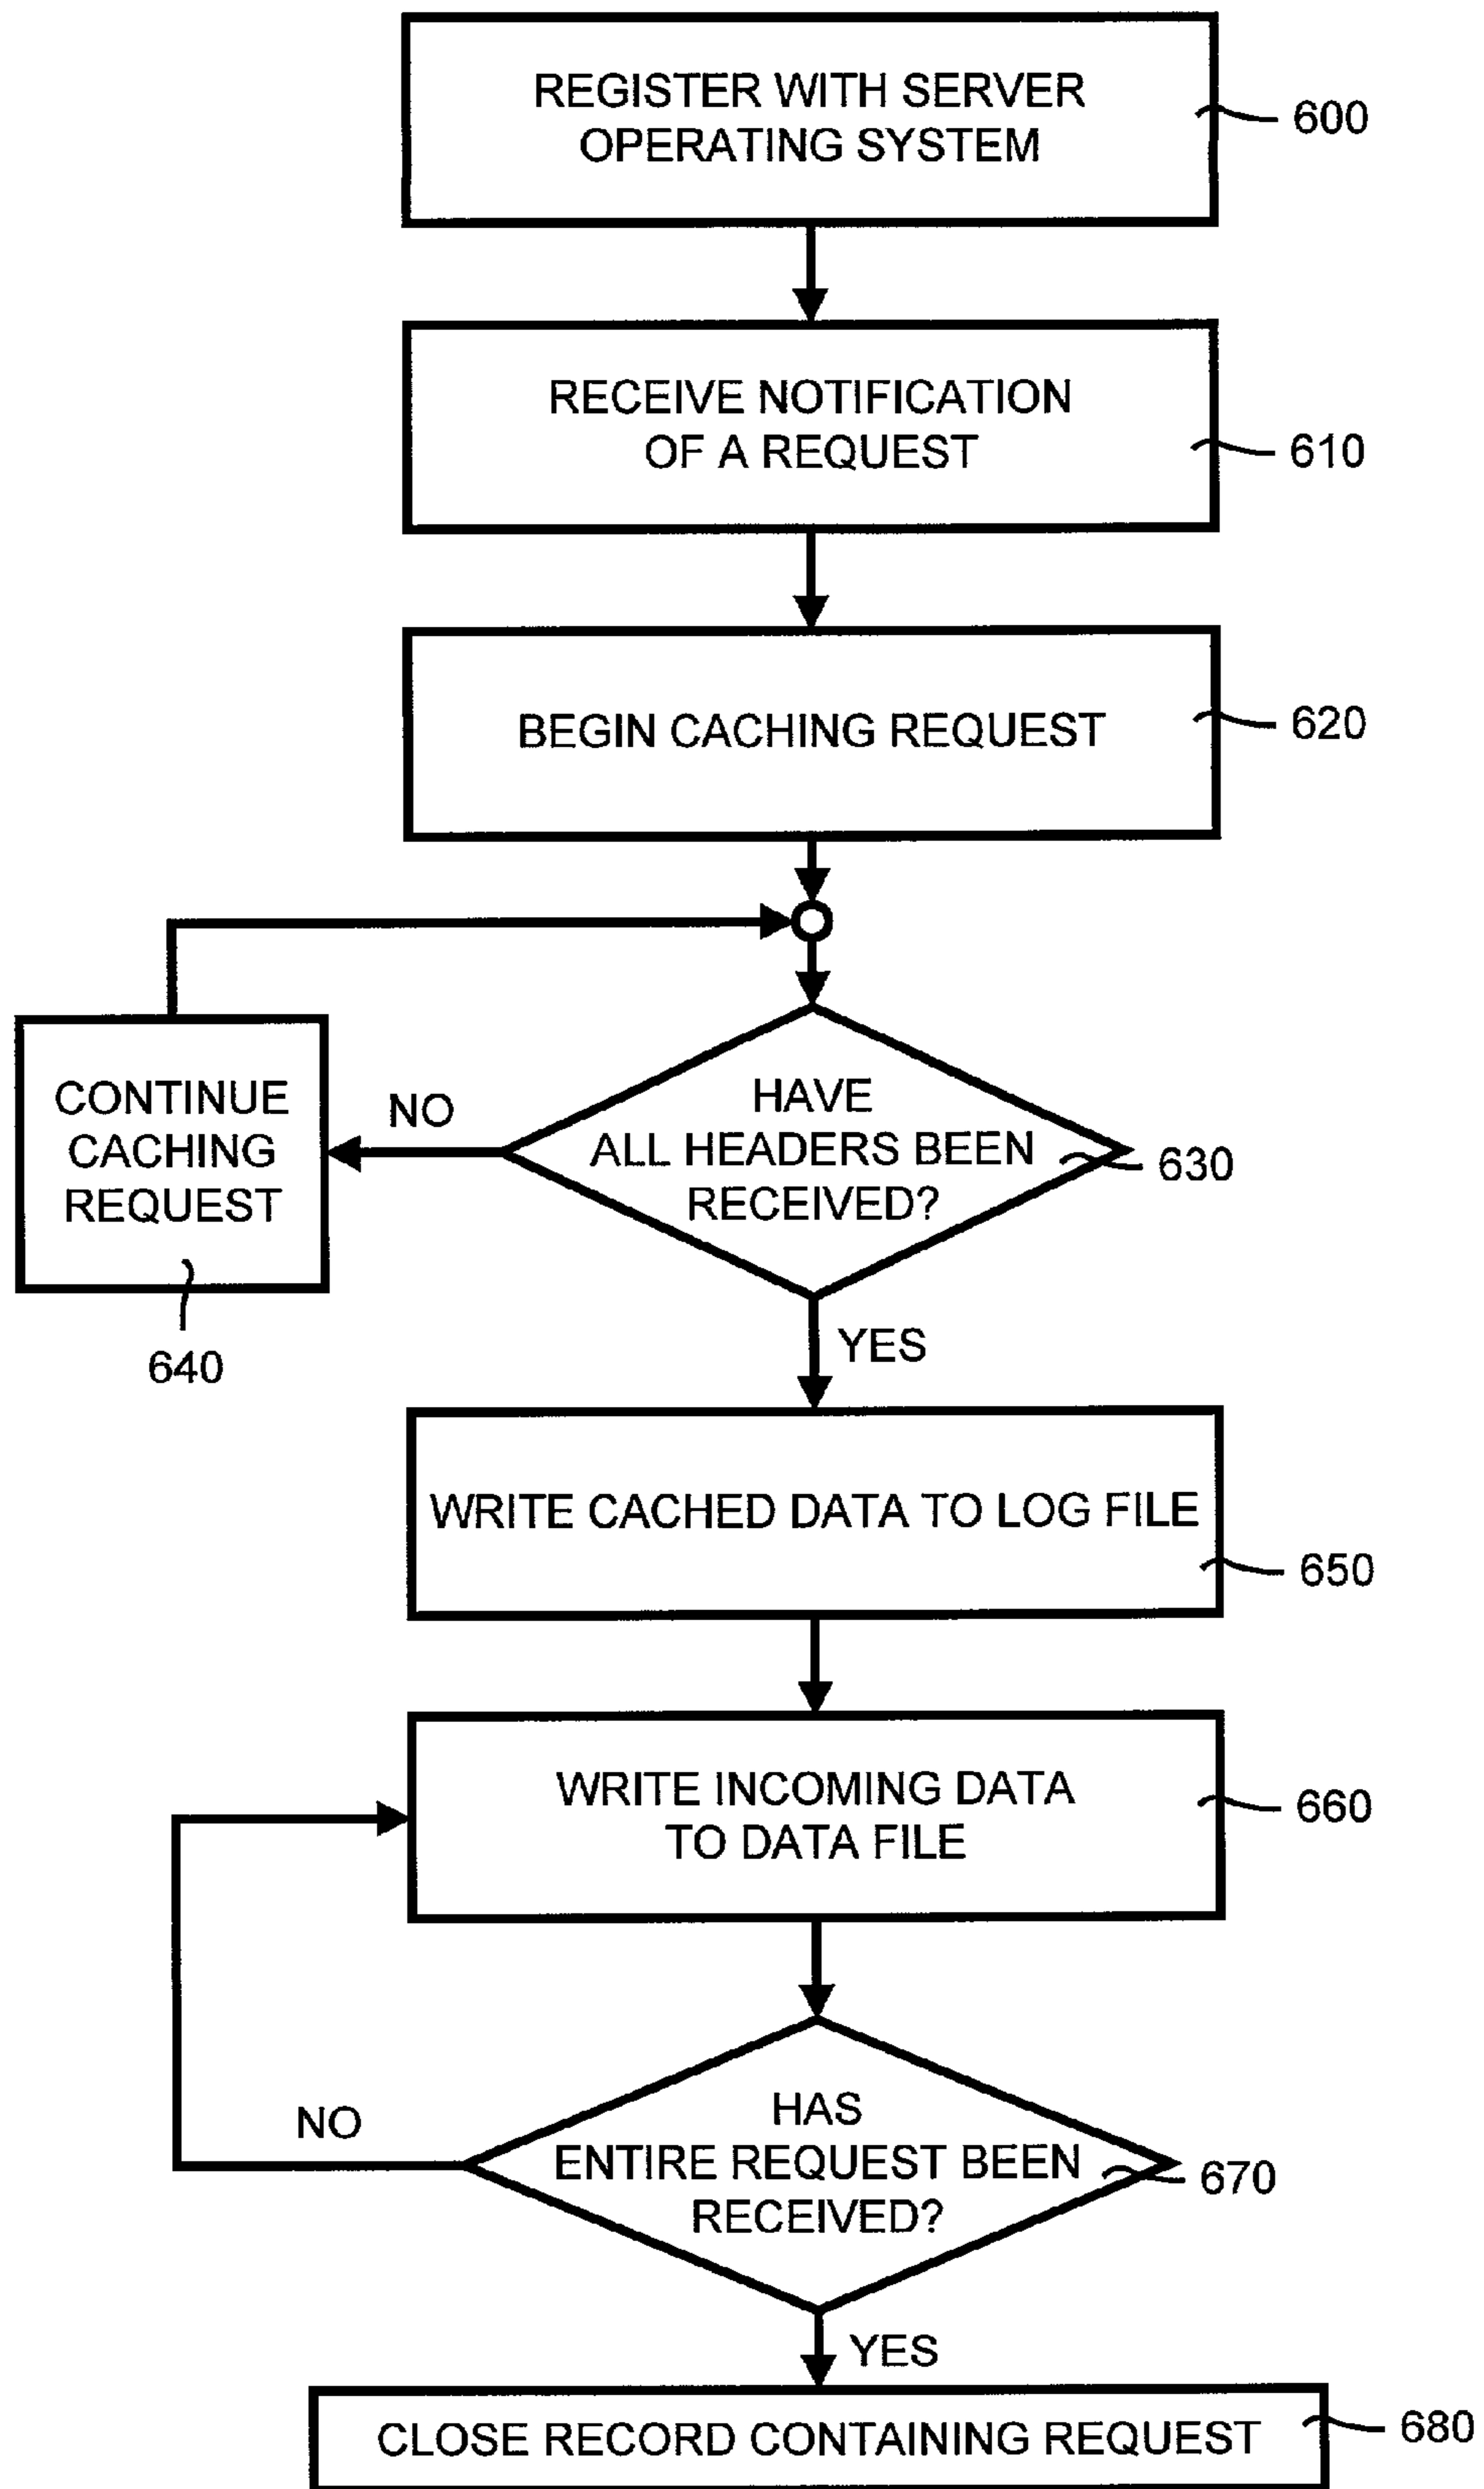 REGISTER WITH SERVER
OPERATING SYSTEM
600
RECEIVE NOTIFICATION
OF A REQUEST
610
BEGIN CACHING REQUEST
620
HAVE
ALL HEADERS BEEN
RECEIVED?
630
NO
CONTINUE
CACHING
REQUEST
640
YES
WRITE CACHED DATA TO LOG FILE
650
WRITE INCOMING DATA
TO DATA FILE
660
HAS
ENTIRE REQUEST BEEN
RECEIVED?
670
NO
YES
CLOSE RECORD CONTAINING REQUEST
680